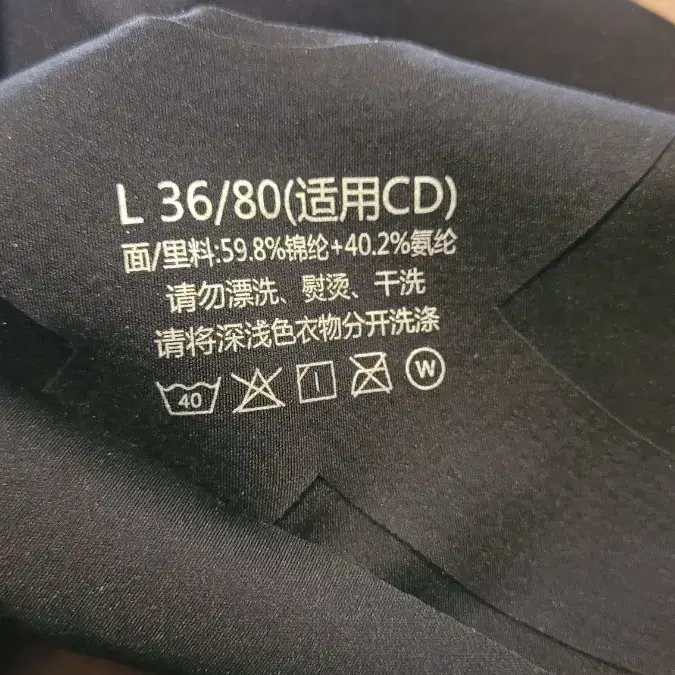 L 36/80(适用CD)
面/里料:59.8%锦纶+40.2%氨纶
请勿漂洗、熨烫、干洗
请将深浅色衣物分开洗涤
40 W